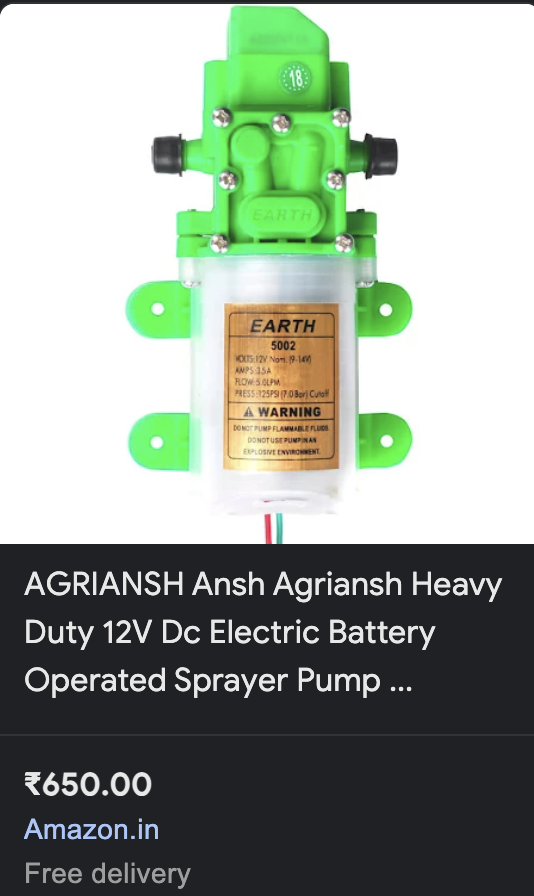 18
EARTH
EARTH
5002
VOLTS:12V Nom. (9-14V)
AMPS:3.5A
FLOW:5.0LPM
PRESS:125PSI (7.0 Bar) Cutoff
WARNING
DO NOT PUMP FLAMMABLE FLUIDS
DO NOT USE PUMP IN AN
EXPLOSIVE ENVIRONMENT.
AGRIANSH Ansh Agriansh Heavy
Duty 12V Dc Electric Battery
Operated Sprayer Pump ...
₹650.00
Amazon.in
Free delivery